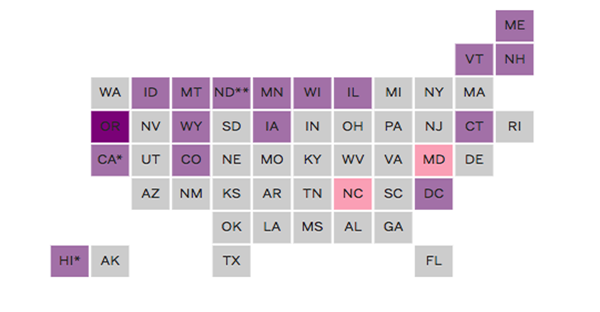 ME
VT NH
WA ID MT ND** MN WI IL MI NY MA
OR NV WY SD IA IN OH PA NJ CT RI
CA* UT CO NE MO KY WV VA MD DE
AZ NM KS AR TN NC SC DC
OK LA MS AL GA
HI* AK TX FL